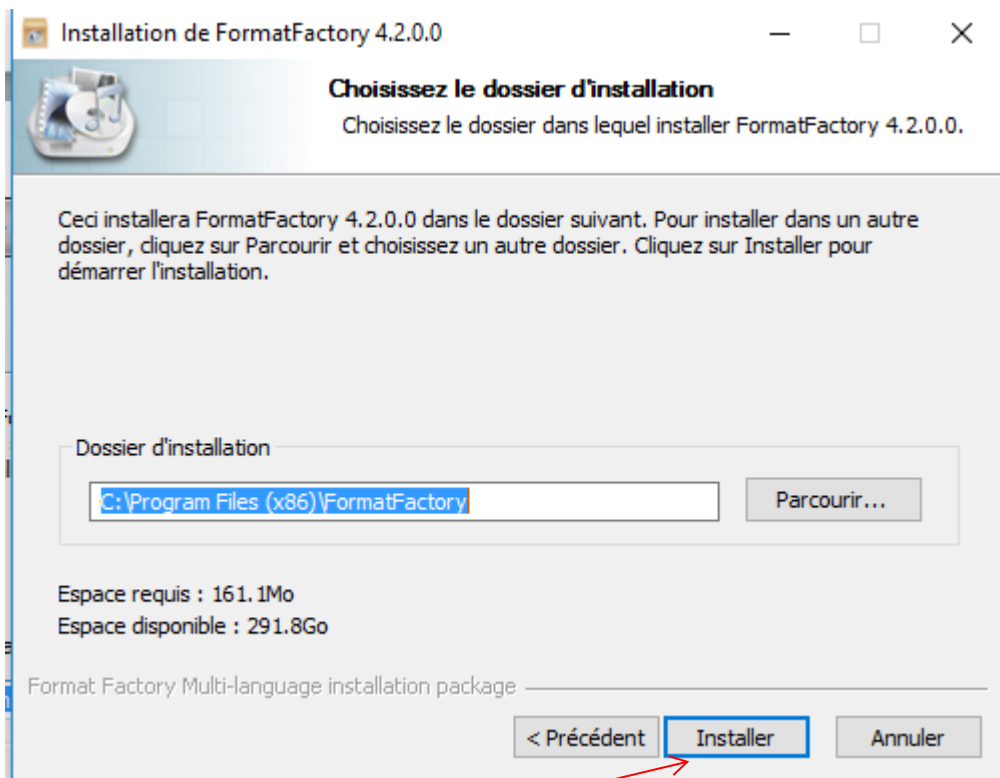 Installation de FormatFactory 4.2.0.0
Choisissez le dossier d'installation
Choisissez le dossier dans lequel installer FormatFactory 4.2.0.0.
Ceci installera FormatFactory 4.2.0.0 dans le dossier suivant. Pour installer dans un autre
dossier, cliquez sur Parcourir et choisissez un autre dossier. Cliquez sur Installer pour
démarrer l'installation.
Dossier d'installation
C:\Program Files (x86)\FormatFactory
Parcourir...
Espace requis : 161.1Mo
Espace disponible : 291.8Go
Format Factory Multi-language installation package
< Précédent
Installer
Annuler